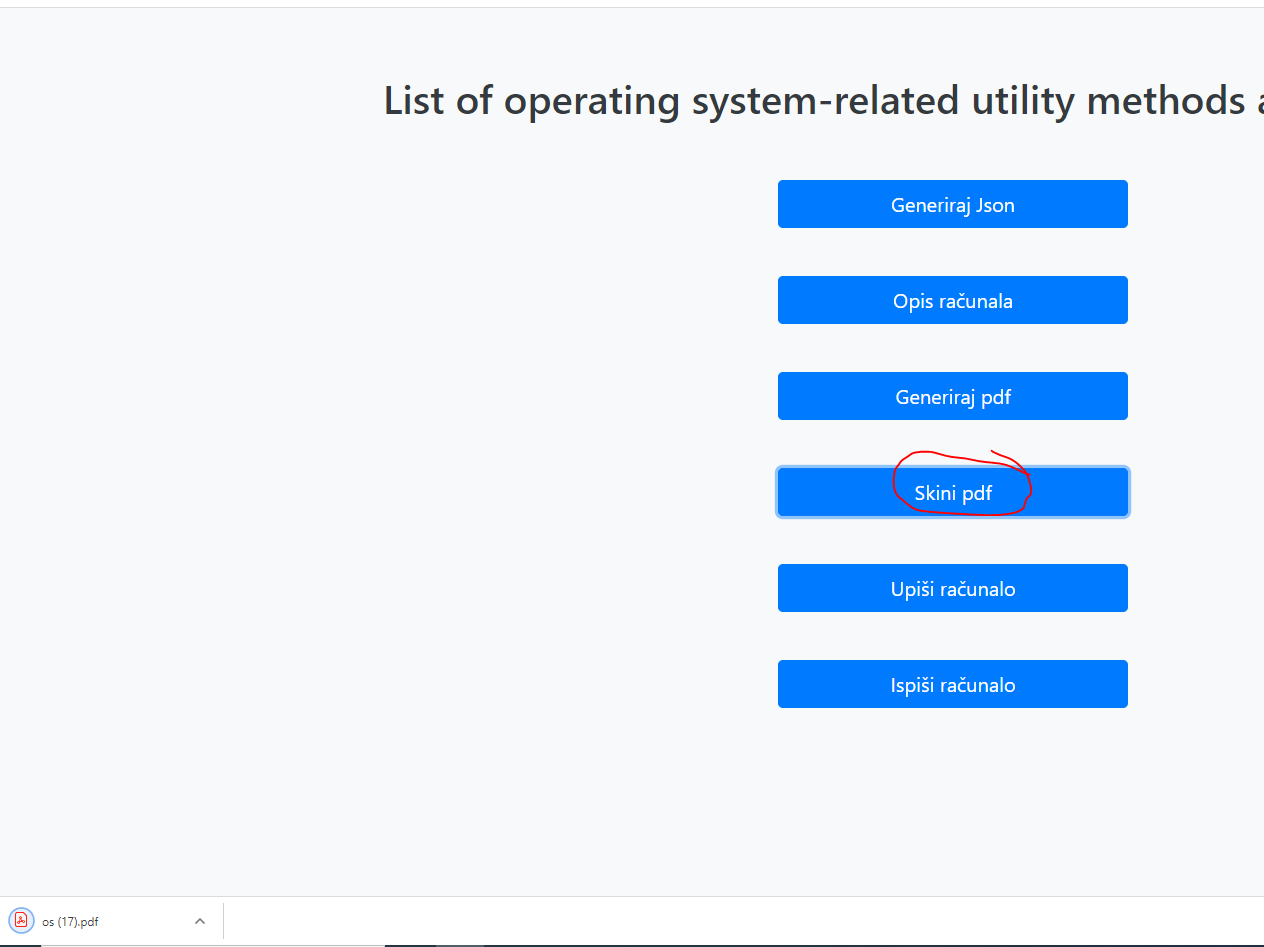 List of operating system-related utility methods a
Generiraj Json
Opis računala
Generiraj pdf
Skini pdf
Upiši računalo
Ispiši računalo
os (17).pdf